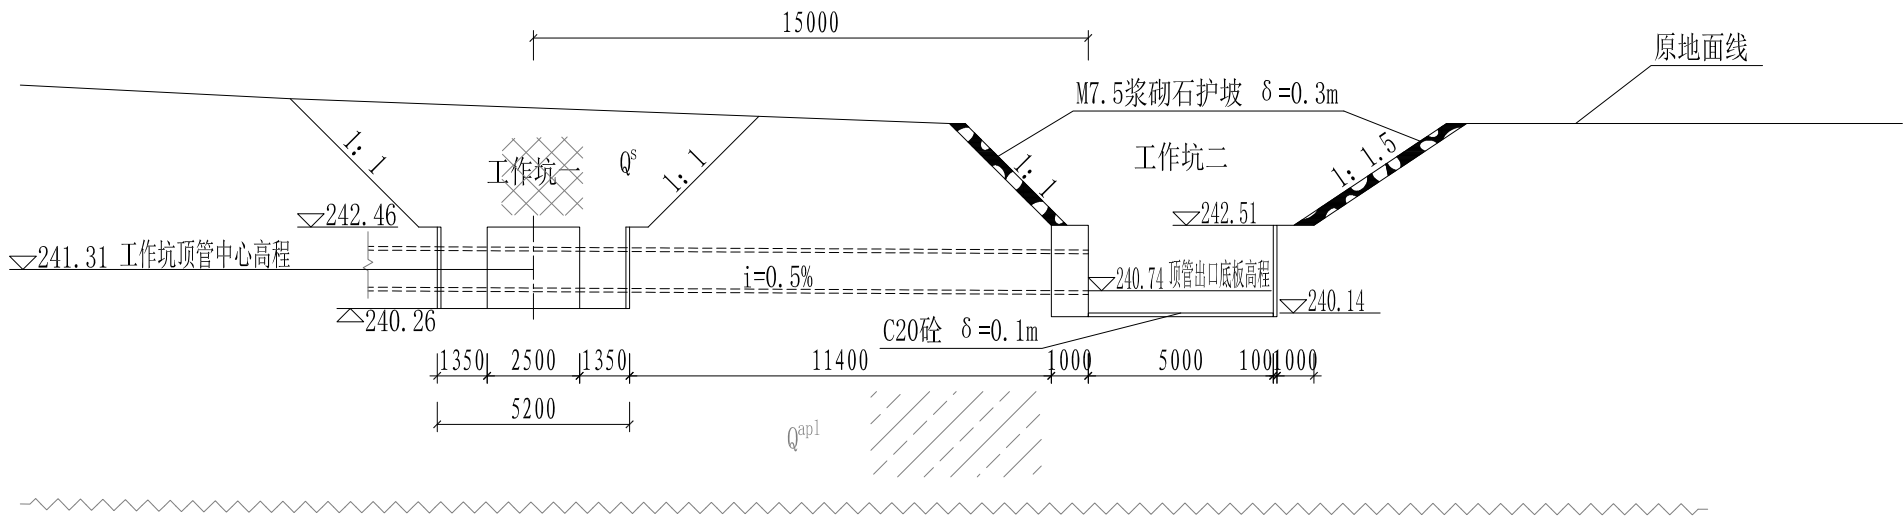 15000
原地面线
M7.5浆砌石护坡 δ=0.3m
1:1
工作坑一
Qs
1:1
1:1
工作坑二
1:1.5
242.46
242.51
241.31 工作坑顶管中心高程
i=0.5%
240.74 顶管出口底板高程
240.26
240.14
C20砼 δ=0.1m
1350
2500
1350
11400
1000
5000
100
1000
5200
Qapl